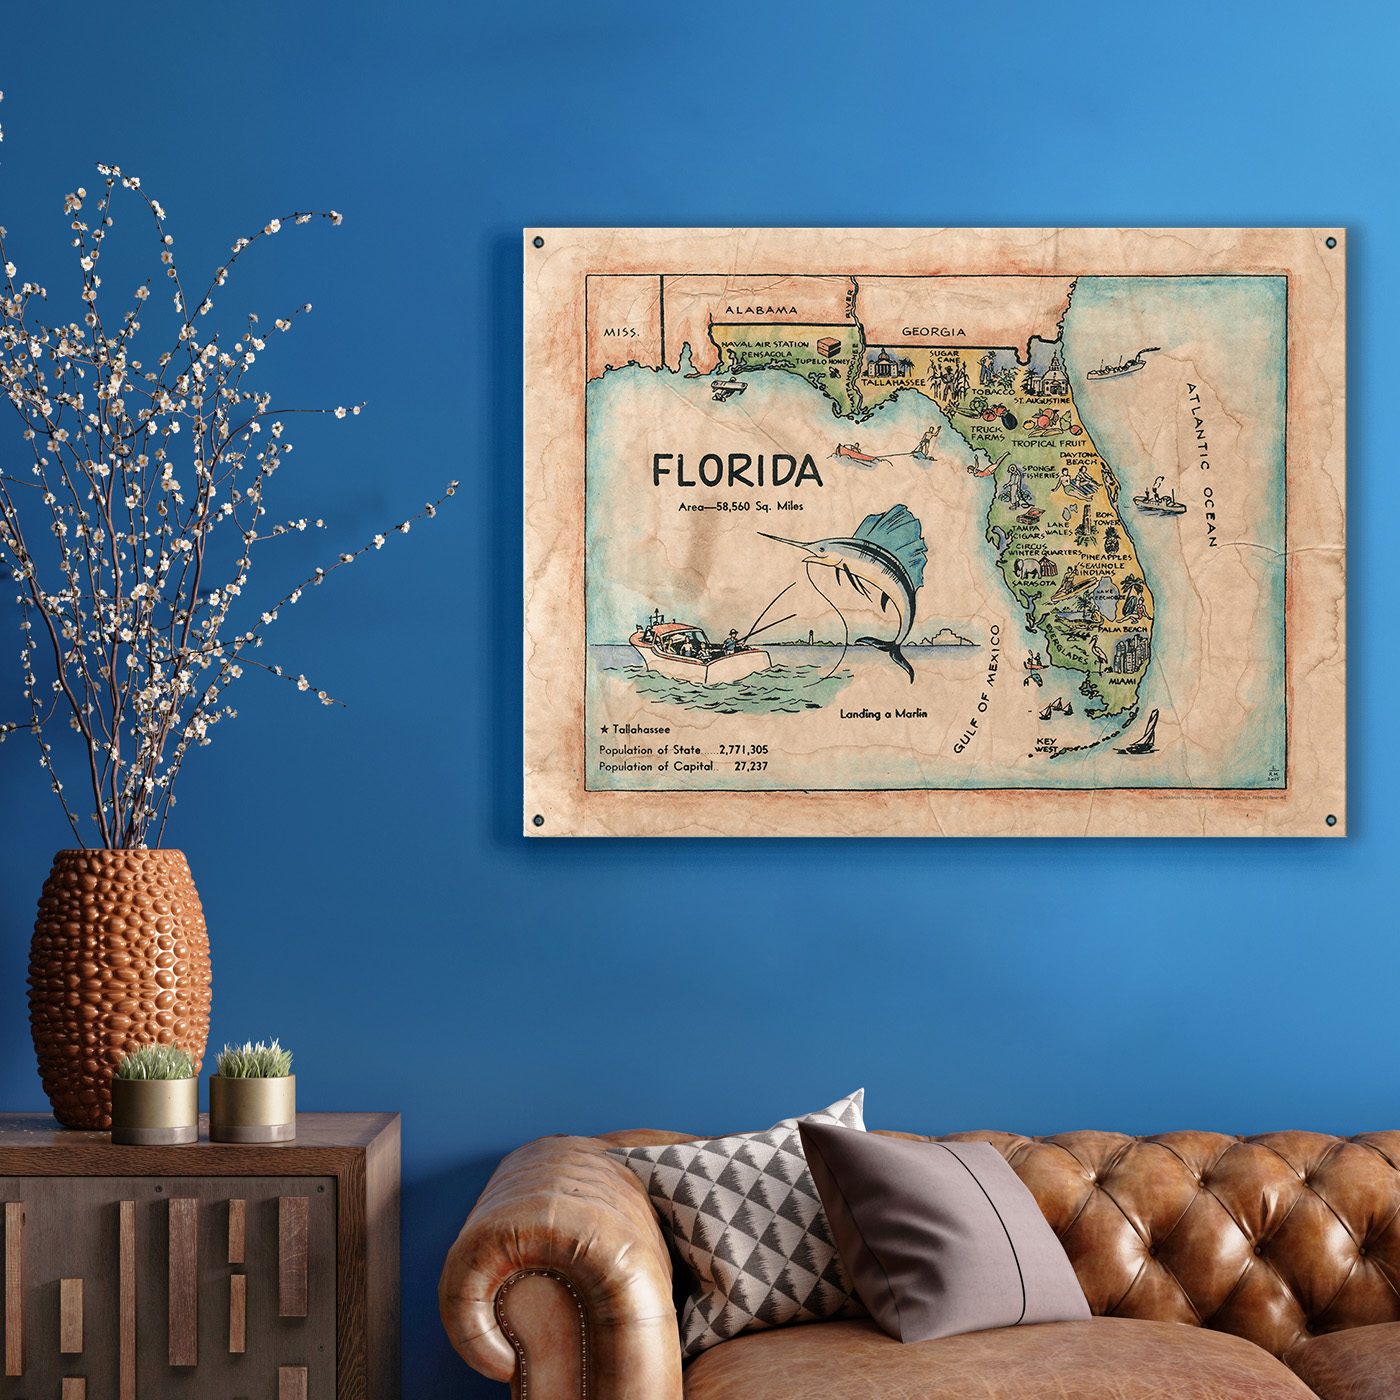 MISS.
ALABAMA
RIVER
GEORGIA
NAVAL AIR STATION
PENSACOLA
TUPELO HONEY
TALLAHASSEE
SUGAR
CANE
TOBACCO
ST. AUGUSTINE
TRUCK
FARMS
TROPICAL FRUIT
DAYTONA
BEACH
SPONGE
FISHERIES
FLORIDA
Area—58,560 Sq. Miles
TAMPA
CIGARS
LAKE
WALES
BOK
TOWER
CIRCUS
WINTER QUARTERS
PINEAPPLES
SARASOTA
SEMINOLE
INDIANS
LAKE
PALM BEACH
EVERGLADES
MIAMI
KEY
WEST
GULF OF MEXICO
ATLANTIC OCEAN
Landing a Marlin
★ Tallahassee
Population of State......2,771,305
Population of Capital.. 27,237